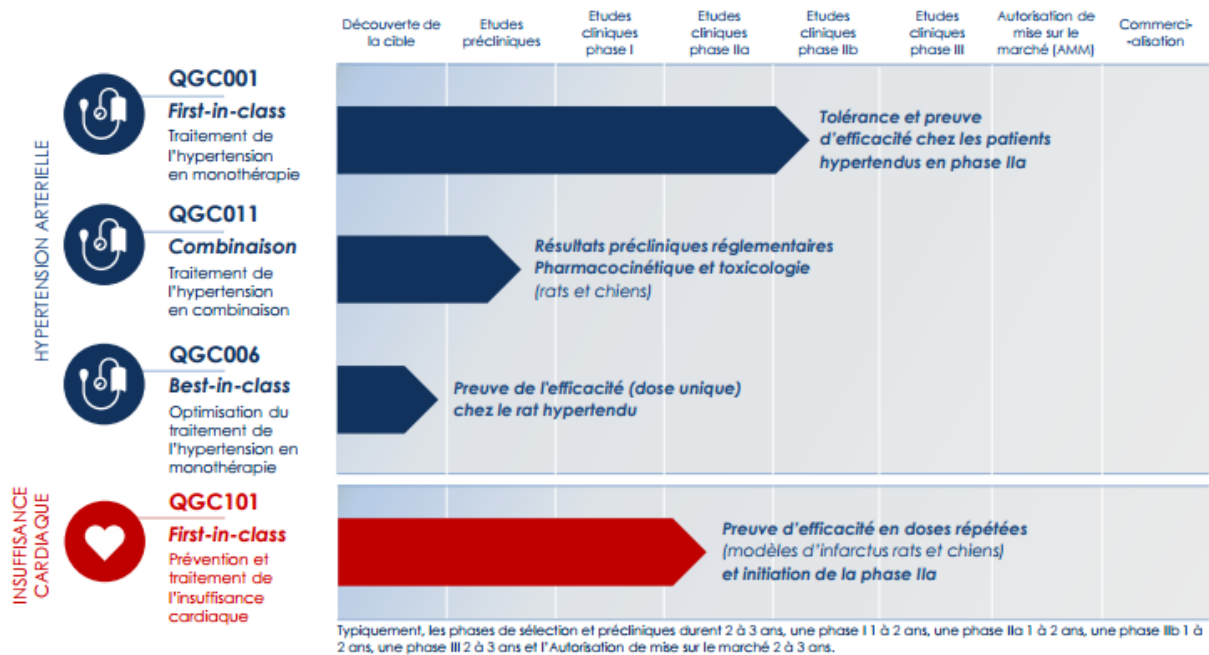 Découverte de
la cible
Etudes
précliniques
Etudes
cliniques
phase I
Etudes
cliniques
phase IIa
Etudes
cliniques
phase IIb
Etudes
cliniques
phase III
Autorisation de
mise sur le
marché (AMM)
Commerci-
-alisation
HYPERTENSION ARTERIELLE
QGC001
First-in-class
Traitement de
l'hypertension
en monothérapie
Tolérance et preuve
d'efficacité chez les patients
hypertendus en phase IIa
QGC011
Combinaison
Traitement de
l'hypertension
en combinaison
Résultats précliniques réglementaires
Pharmacocinétique et toxicologie
(rats et chiens)
QGC006
Best-in-class
Optimisation du
traitement de
l'hypertension en
monothérapie
Preuve de l'efficacité (dose unique)
chez le rat hypertendu
INSUFFISANCE
CARDIAQUE
QGC101
First-in-class
Prévention et
traitement de
l'insuffisance
cardiaque
Preuve d'efficacité en doses répétées
(modèles d'infarctus rats et chiens)
et initiation de la phase IIa
Typiquement, les phases de sélection et précliniques durent 2 à 3 ans, une phase I 1 à 2 ans, une phase IIa 1 à 2 ans, une phase IIIb 1 à
2 ans, une phase III 2 à 3 ans et l'Autorisation de mise sur le marché 2 à 3 ans.